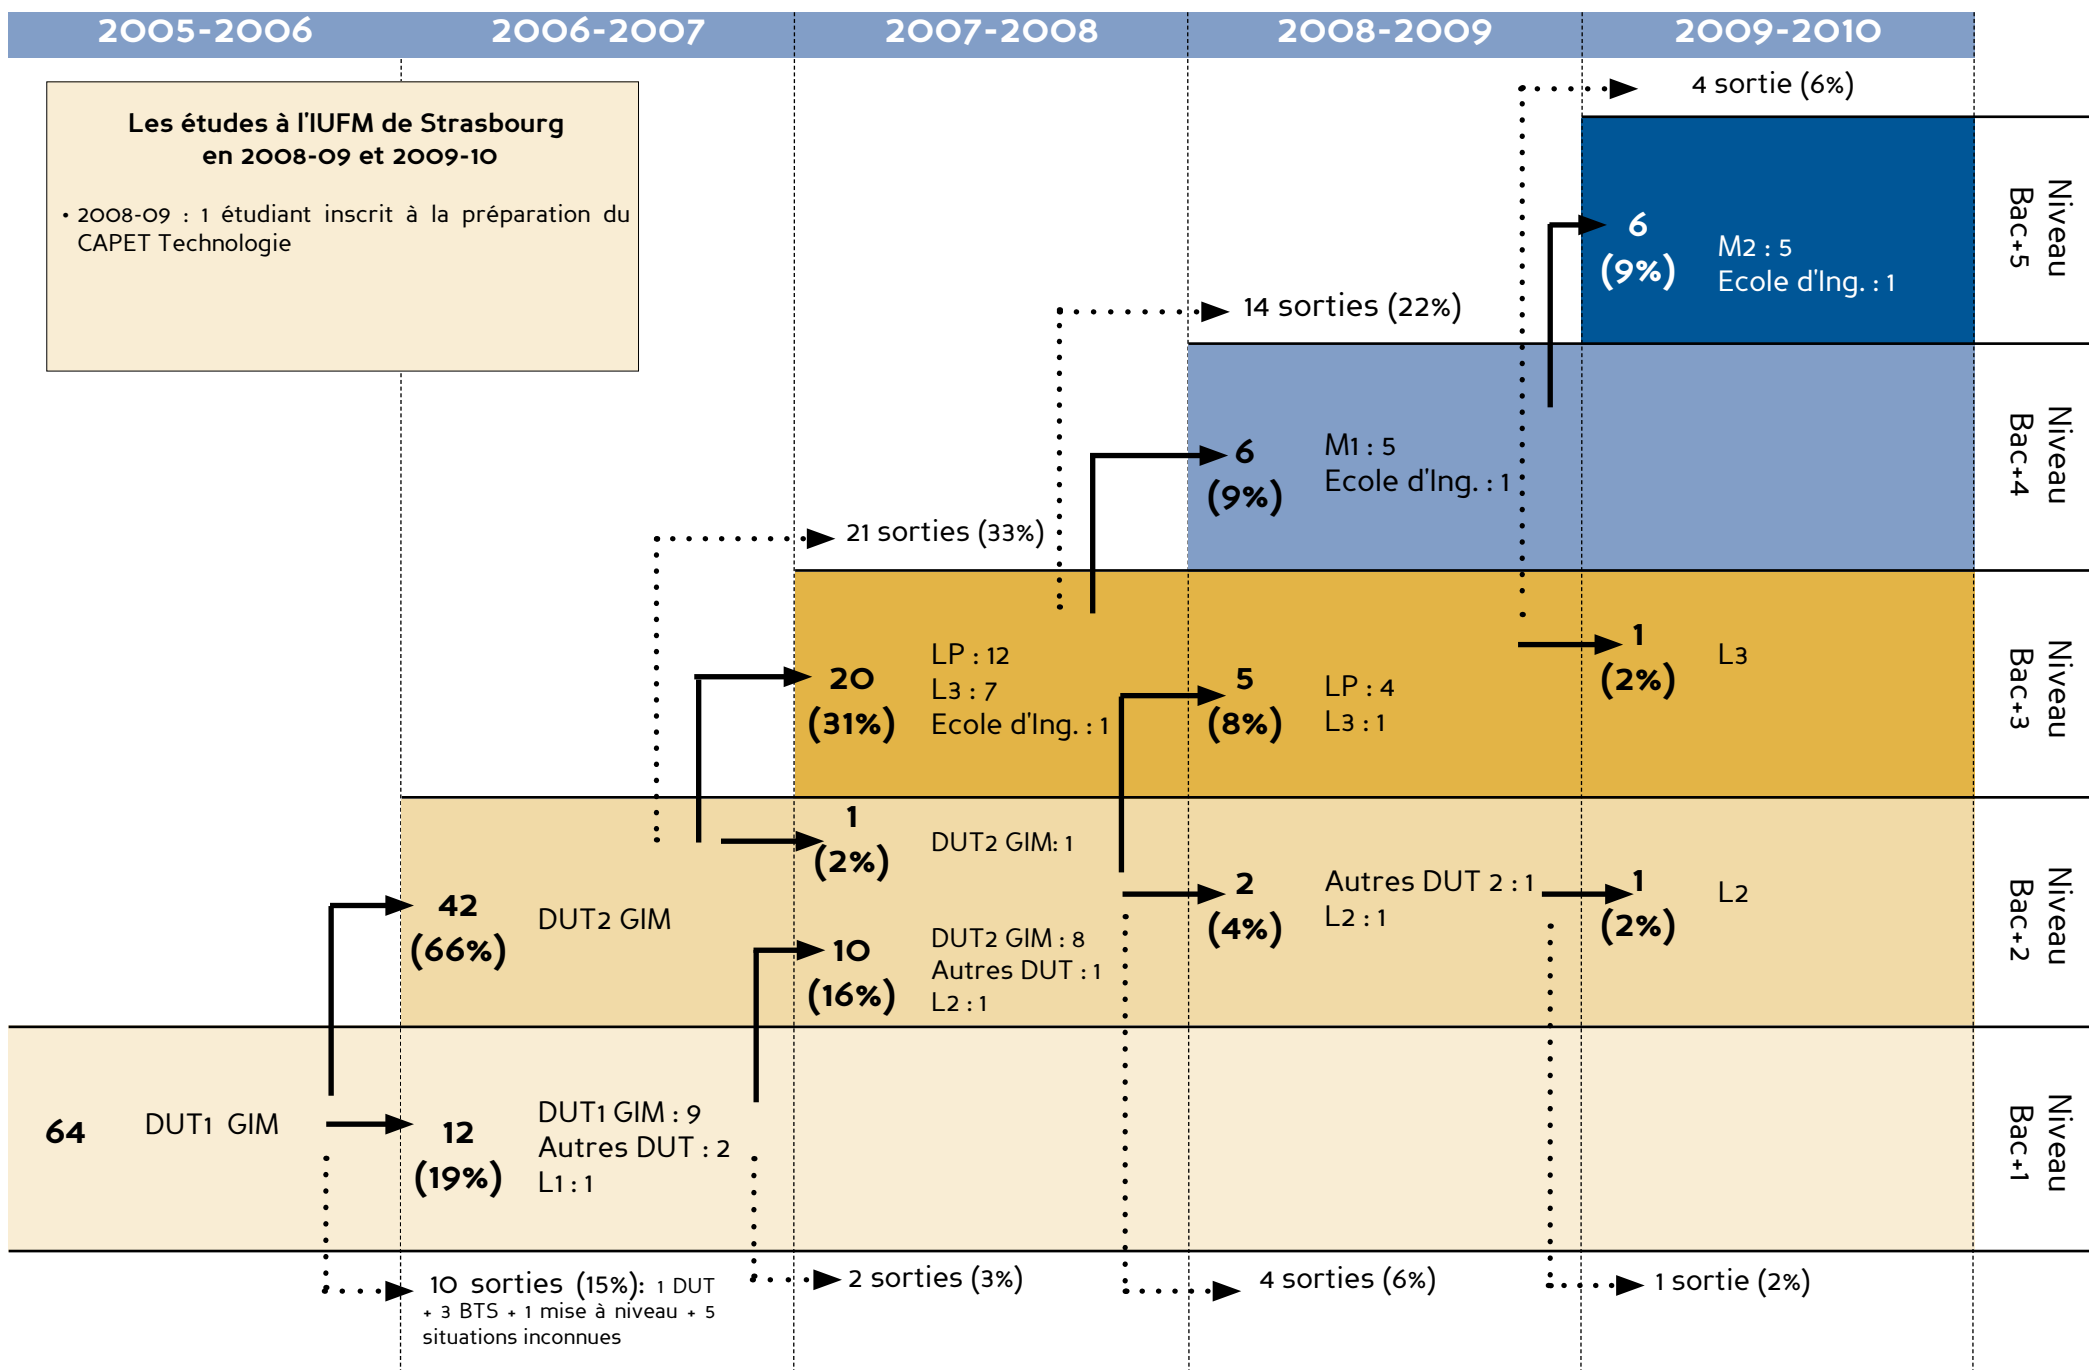 2005-2006
2006-2007
2007-2008
2008-2009
2009-2010
Les études à l'IUFM de Strasbourg
en 2008-09 et 2009-10
• 2008-09 : 1 étudiant inscrit à la préparation du
CAPET Technologie
4 sortie (6%)
6
(9%)
M2 : 5
Ecole d'Ing. : 1
Niveau
Bac+5
14 sorties (22%)
6
(9%)
M1 : 5
Ecole d'Ing. : 1
Niveau
Bac+4
21 sorties (33%)
20
(31%)
LP : 12
L3 : 7
Ecole d'Ing. : 1
5
(8%)
LP : 4
L3 : 1
1
(2%)
L3
Niveau
Bac+3
42
(66%)
DUT2 GIM
1
(2%)
DUT2 GIM: 1
10
(16%)
DUT2 GIM : 8
Autres DUT : 1
L2 : 1
2
(4%)
Autres DUT 2 : 1
L2 : 1
1
(2%)
L2
Niveau
Bac+2
64
DUT1 GIM
12
(19%)
DUT1 GIM : 9
Autres DUT : 2
L1 : 1
Niveau
Bac+1
10 sorties (15%): 1 DUT
+ 3 BTS + 1 mise à niveau + 5
situations inconnues
2 sorties (3%)
4 sorties (6%)
1 sortie (2%)